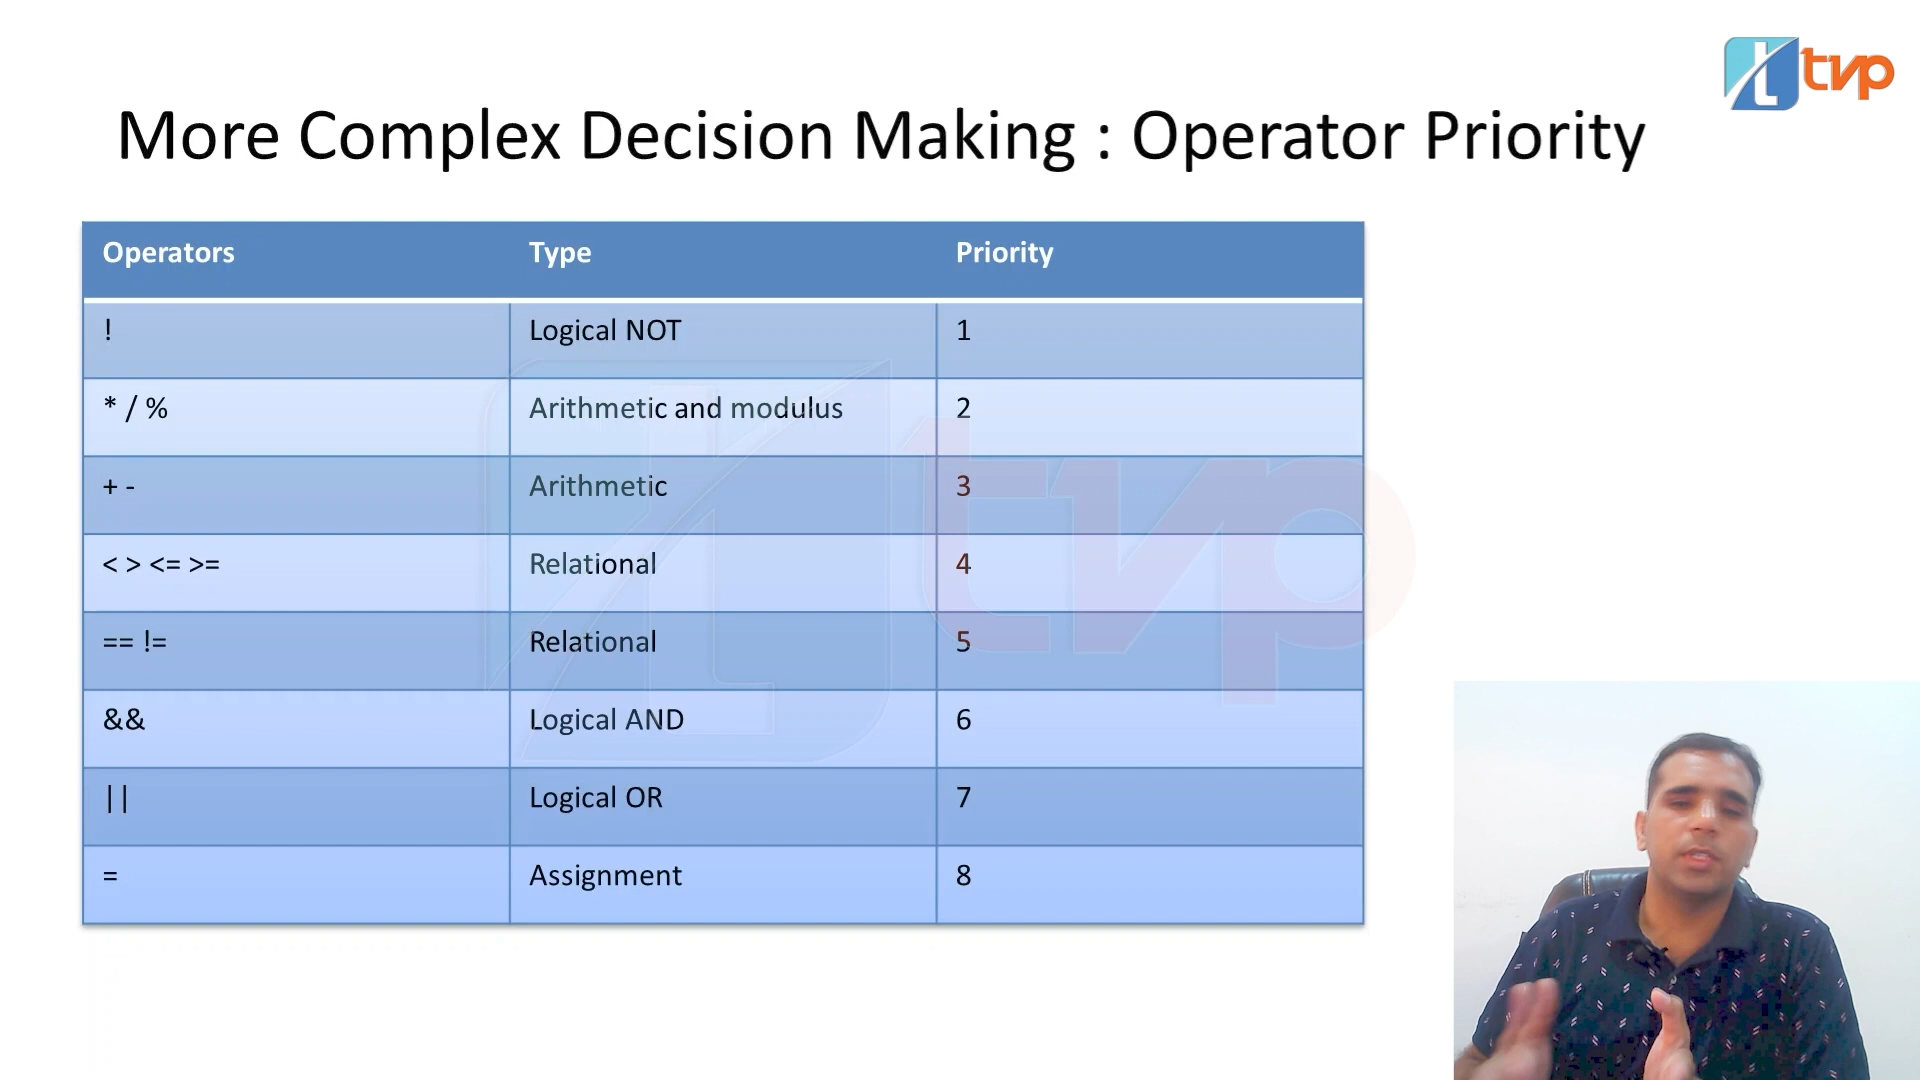 tvp
More Complex Decision Making : Operator Priority
Operators Type Priority
! Logical NOT 1
* / % Arithmetic and modulus 2
+ - Arithmetic 3
< > <= >= Relational 4
== != Relational 5
&& Logical AND 6
|| Logical OR 7
= Assignment 8
tvp